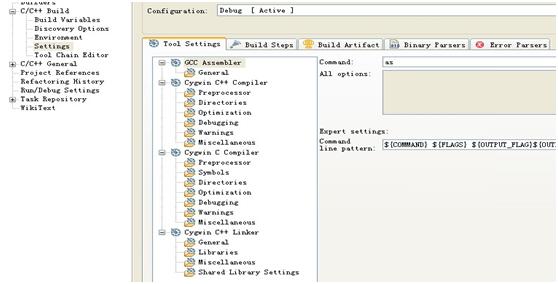 Builders
C/C++ Build
Build Variables
Discovery Options
Environment
Settings
Tool Chain Editor
C/C++ General
Project References
Refactoring History
Run/Debug Settings
Task Repository
WikiText
Configuration: Debug [ Active ]
Tool Settings Build Steps Build Artifact Binary Parsers Error Parsers
GCC Assembler
General
Cygwin C++ Compiler
Preprocessor
Directories
Optimization
Debugging
Warnings
Miscellaneous
Cygwin C Compiler
Preprocessor
Symbols
Directories
Optimization
Debugging
Warnings
Miscellaneous
Cygwin C++ Linker
General
Libraries
Miscellaneous
Shared Library Settings
Command: as
All options:
Expert settings:
Command
line pattern: ${COMMAND} ${FLAGS} ${OUTPUT_FLAG}${OUT